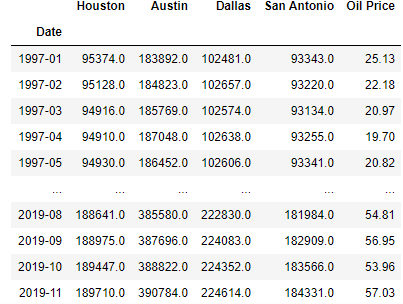 Houston Austin Dallas San Antonio Oil Price
Date
1997-01 95374.0 183892.0 102481.0 93343.0 25.13
1997-02 95128.0 184823.0 102657.0 93220.0 22.18
1997-03 94916.0 185769.0 102574.0 93134.0 20.97
1997-04 94910.0 187048.0 102638.0 93255.0 19.70
1997-05 94930.0 186452.0 102606.0 93341.0 20.82
... ... ... ... ... ...
2019-08 188641.0 385580.0 222830.0 181984.0 54.81
2019-09 188975.0 387696.0 224083.0 182909.0 56.95
2019-10 189447.0 388822.0 224352.0 183566.0 53.96
2019-11 189710.0 390784.0 224614.0 184331.0 57.03